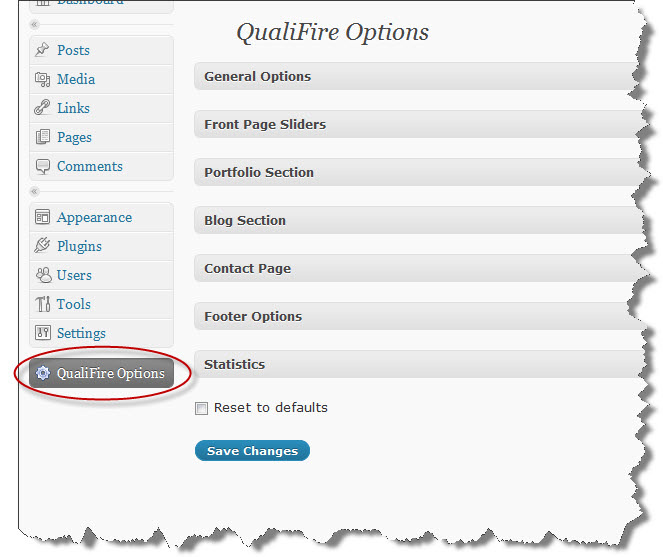 Dashboard
Posts
Media
Links
Pages
Comments
Appearance
Plugins
Users
Tools
Settings
QualiFire Options
QualiFire Options
General Options
Front Page Sliders
Portfolio Section
Blog Section
Contact Page
Footer Options
Statistics
Reset to defaults
Save Changes